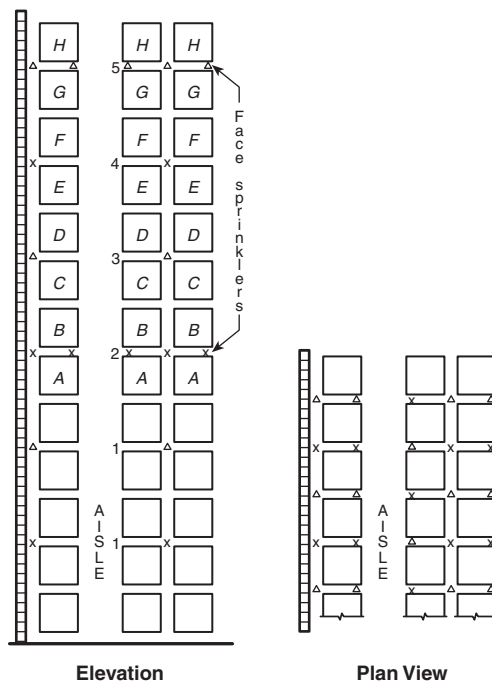 H H H
5
G G G
F F F
4
E E E
D D D
3
C C C
B B B
2
A A A
1
1
AISLE
Face sprinklers
AISLE
Elevation
Plan View